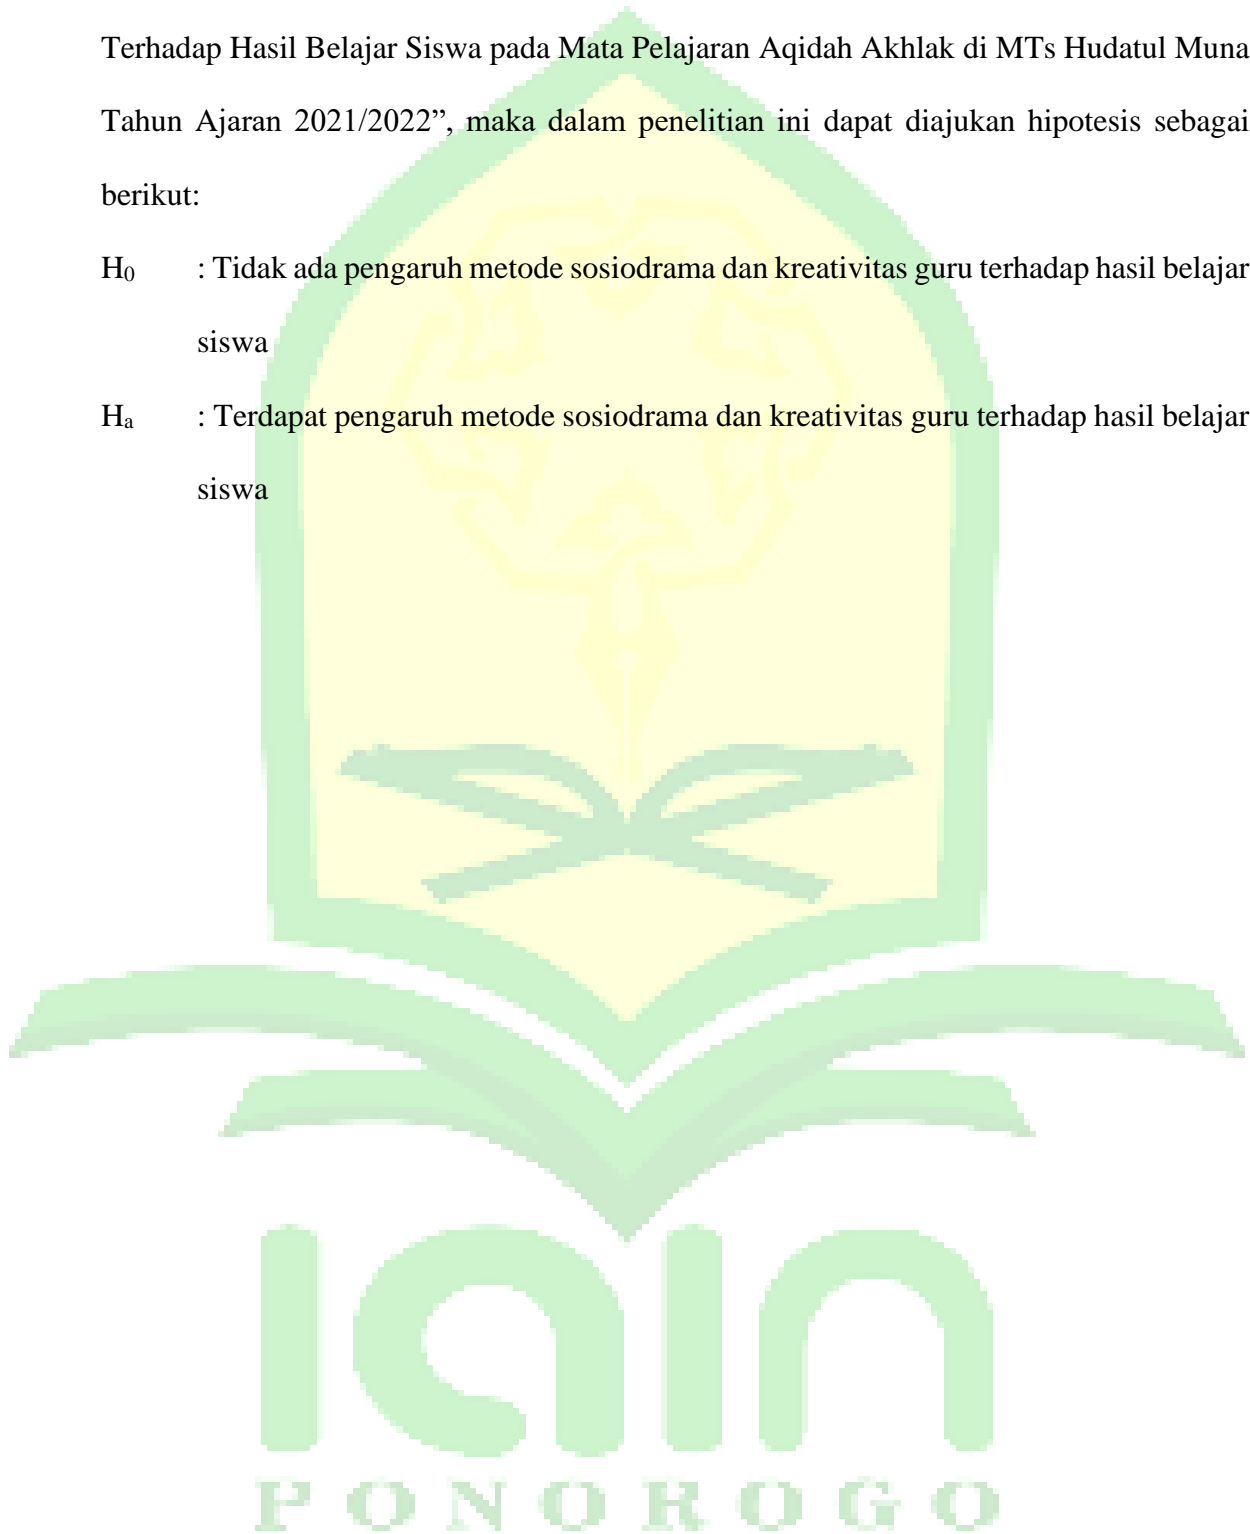 Terhadap Hasil Belajar Siswa pada Mata Pelajaran Aqidah Akhlak di MTs Hudatul Muna
Tahun Ajaran 2021/2022”, maka dalam penelitian ini dapat diajukan hipotesis sebagai
berikut:
H₀ : Tidak ada pengaruh metode sosiodrama dan kreativitas guru terhadap hasil belajar
siswa
Hₐ : Terdapat pengaruh metode sosiodrama dan kreativitas guru terhadap hasil belajar
siswa
iain
PONOROGO